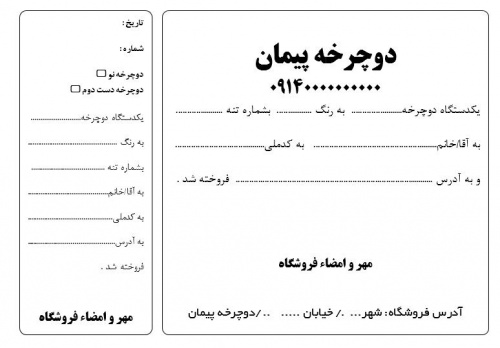 دوچرخه پیمان
۰۹۱۴۰۰۰۰۰۰۰۰۰۰
یکدستگاه دوچرخه.................... به رنگ .............. بشماره تنه ....................
به آقا/خانم................................................ به کدملی..................................
و به آدرس ............................................................................ فروخته شد .
مهر و امضاء فروشگاه
آدرس فروشگاه: شهر... ./ خیابان ..... ../دوچرخه پیمان
تاریخ :
شماره :
دوچرخه نو
دوچرخه دست دوم
یکدستگاه دوچرخه....................
به رنگ ..................................
بشماره تنه ..............................
به آقا/خانم..............................
به کدملی..................................
به آدرس..................................
فروخته شد .
مهر و امضاء فروشگاه